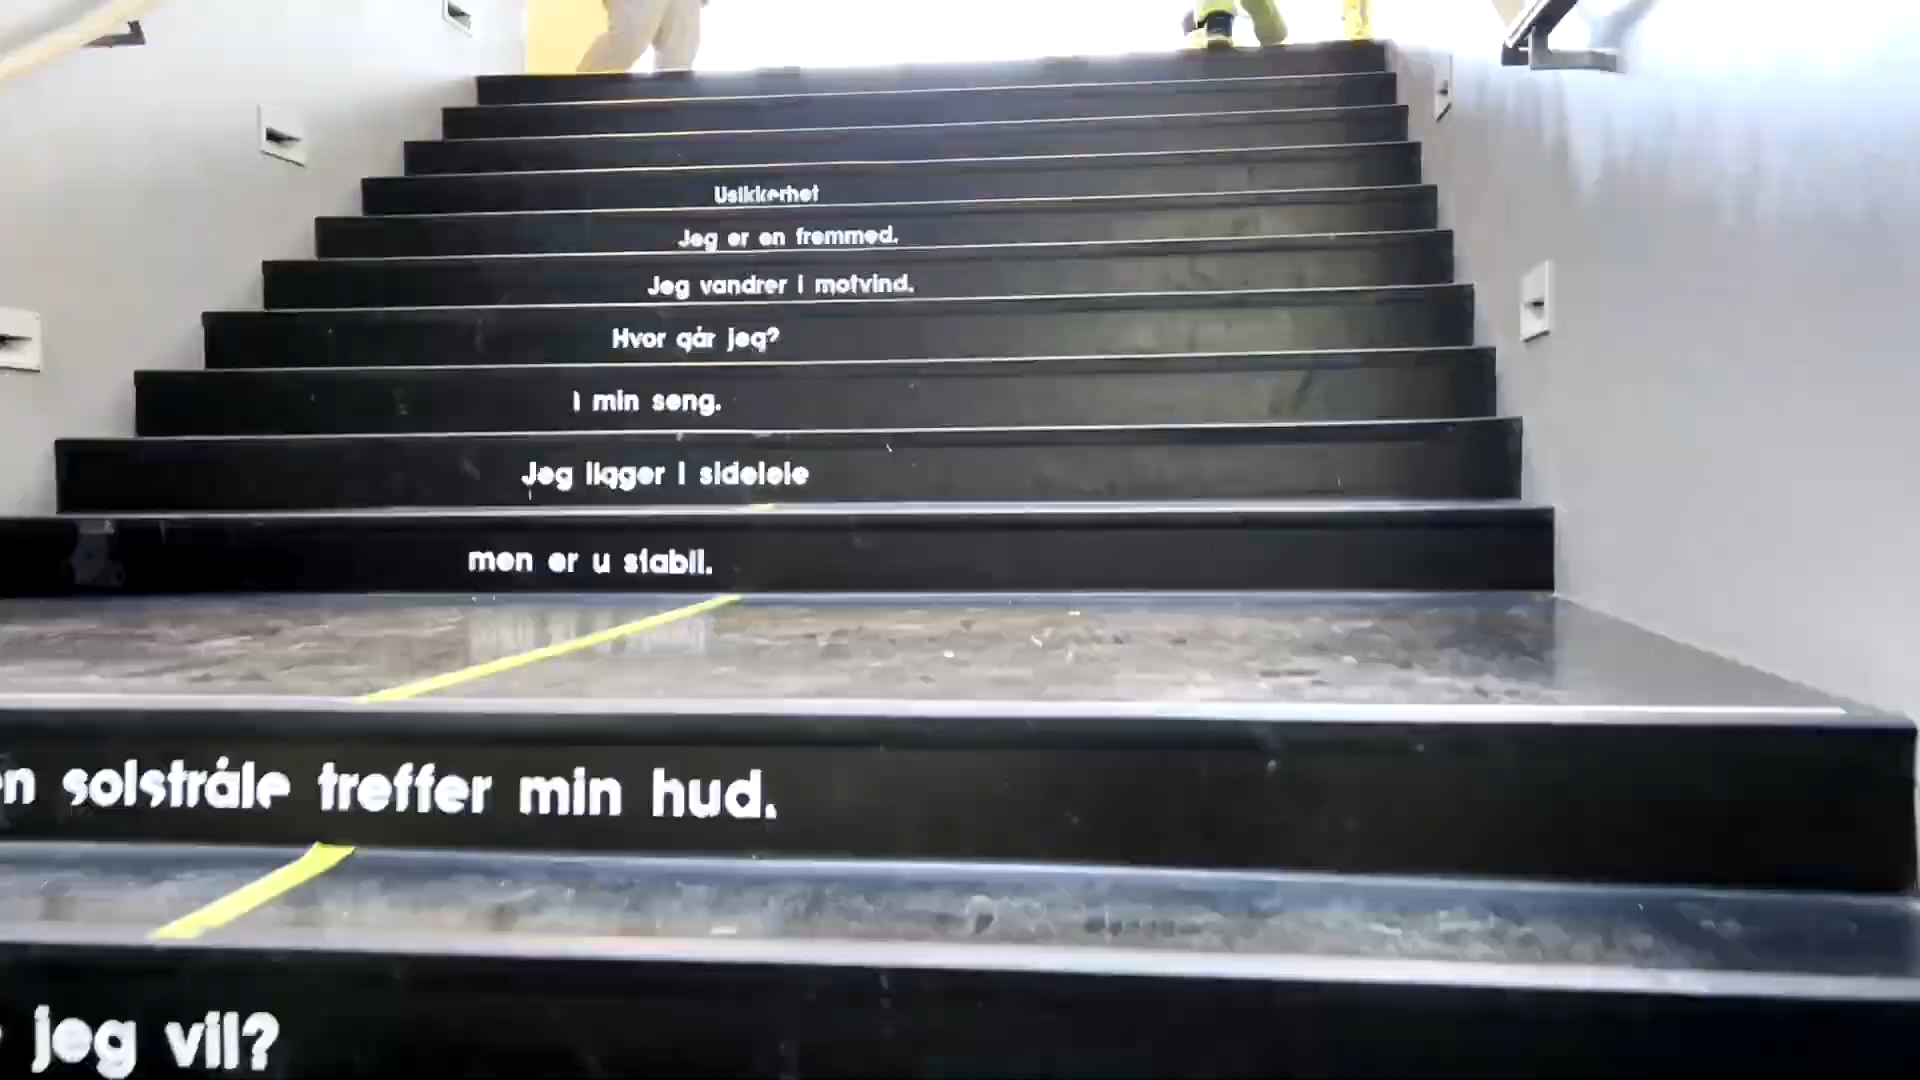 Usikkerhet
Jeg er en fremmed.
Jeg vandrer i motvind.
Hvor går jeg?
I min seng.
Jeg ligger i sideleie
men er u stabil.
solstråle treffer min hud.
jeg vil?